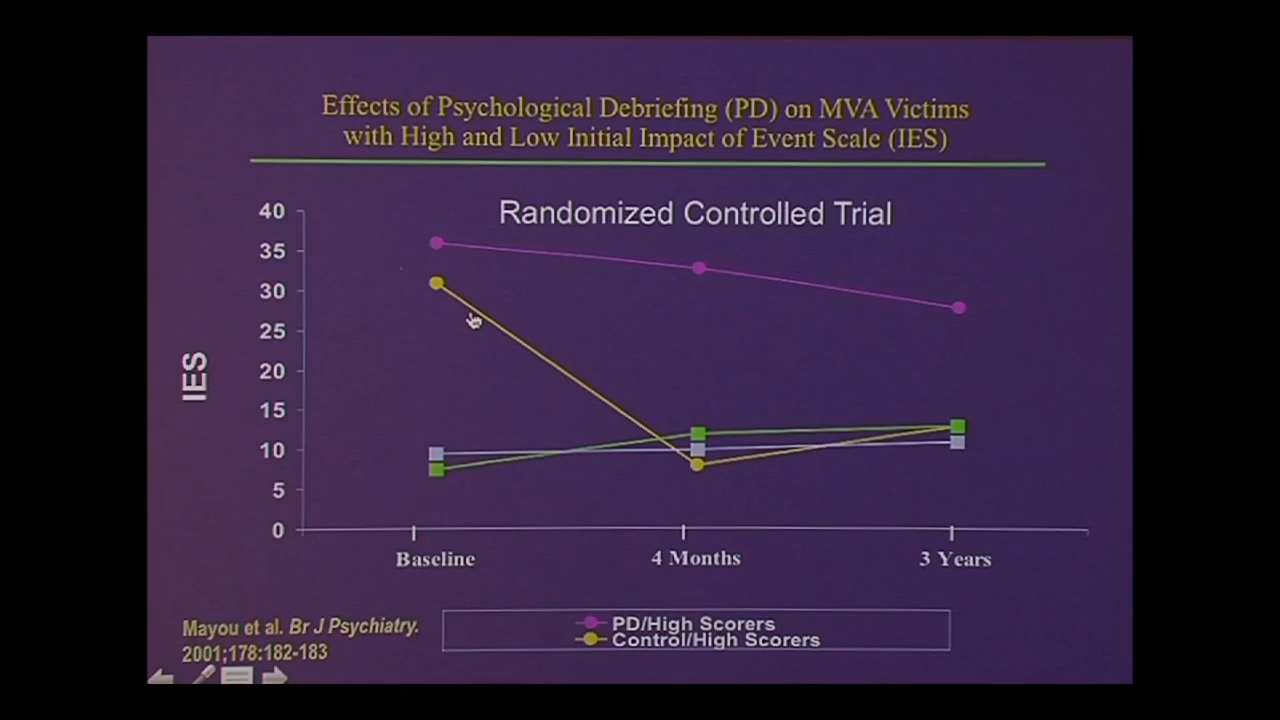 Effects of Psychological Debriefing (PD) on MVA Victims
with High and Low Initial Impact of Event Scale (IES)
Randomized Controlled Trial
40
35
30
25
20
15
10
5
0
IES
Baseline
4 Months
3 Years
PD/High Scorers
Control/High Scorers
Mayou et al. Br J Psychiatry.
2001;178:182-183